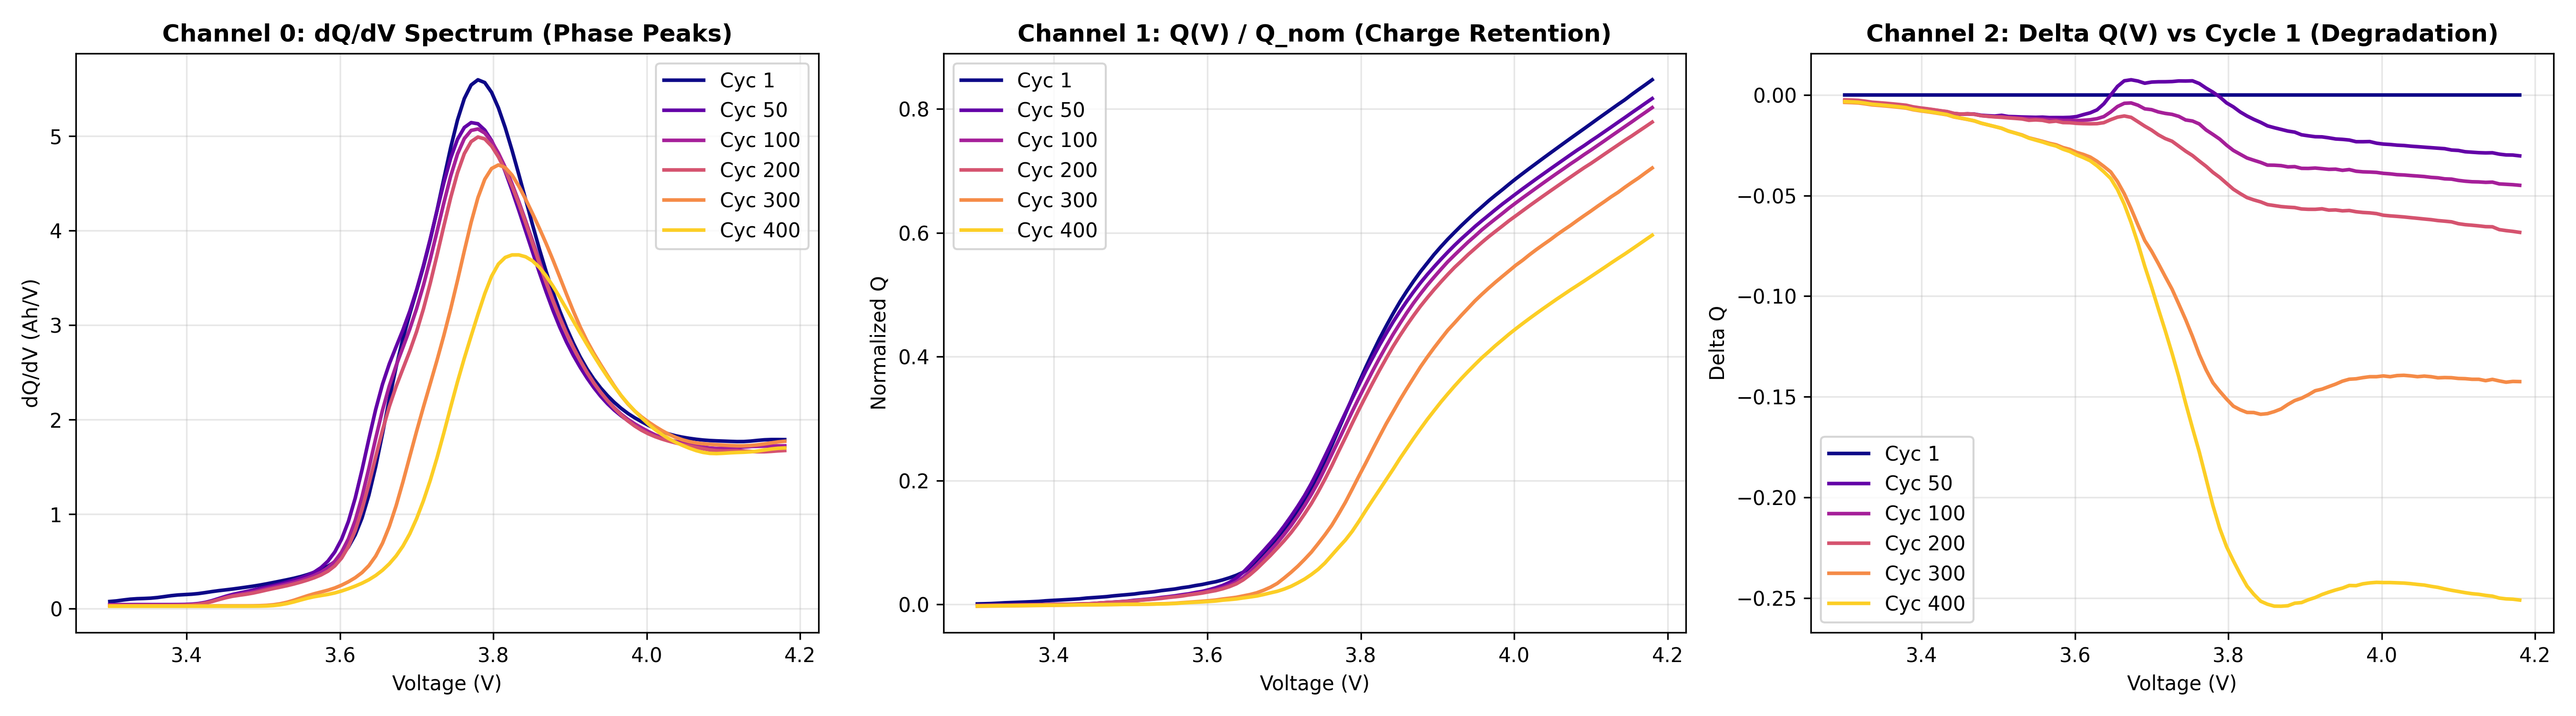 Channel 0: dQ/dV Spectrum (Phase Peaks)
dQ/dV (Ah/V)
5
4
3
2
1
0
Cyc 1
Cyc 50
Cyc 100
Cyc 200
Cyc 300
Cyc 400
3.4 3.6 3.8 4.0 4.2
Voltage (V)
Channel 1: Q(V) / Q_nom (Charge Retention)
Normalized Q
0.8
0.6
0.4
0.2
0.0
Cyc 1
Cyc 50
Cyc 100
Cyc 200
Cyc 300
Cyc 400
3.4 3.6 3.8 4.0 4.2
Voltage (V)
Channel 2: Delta Q(V) vs Cycle 1 (Degradation)
Delta Q
0.00
−0.05
−0.10
−0.15
−0.20
−0.25
Cyc 1
Cyc 50
Cyc 100
Cyc 200
Cyc 300
Cyc 400
3.4 3.6 3.8 4.0 4.2
Voltage (V)